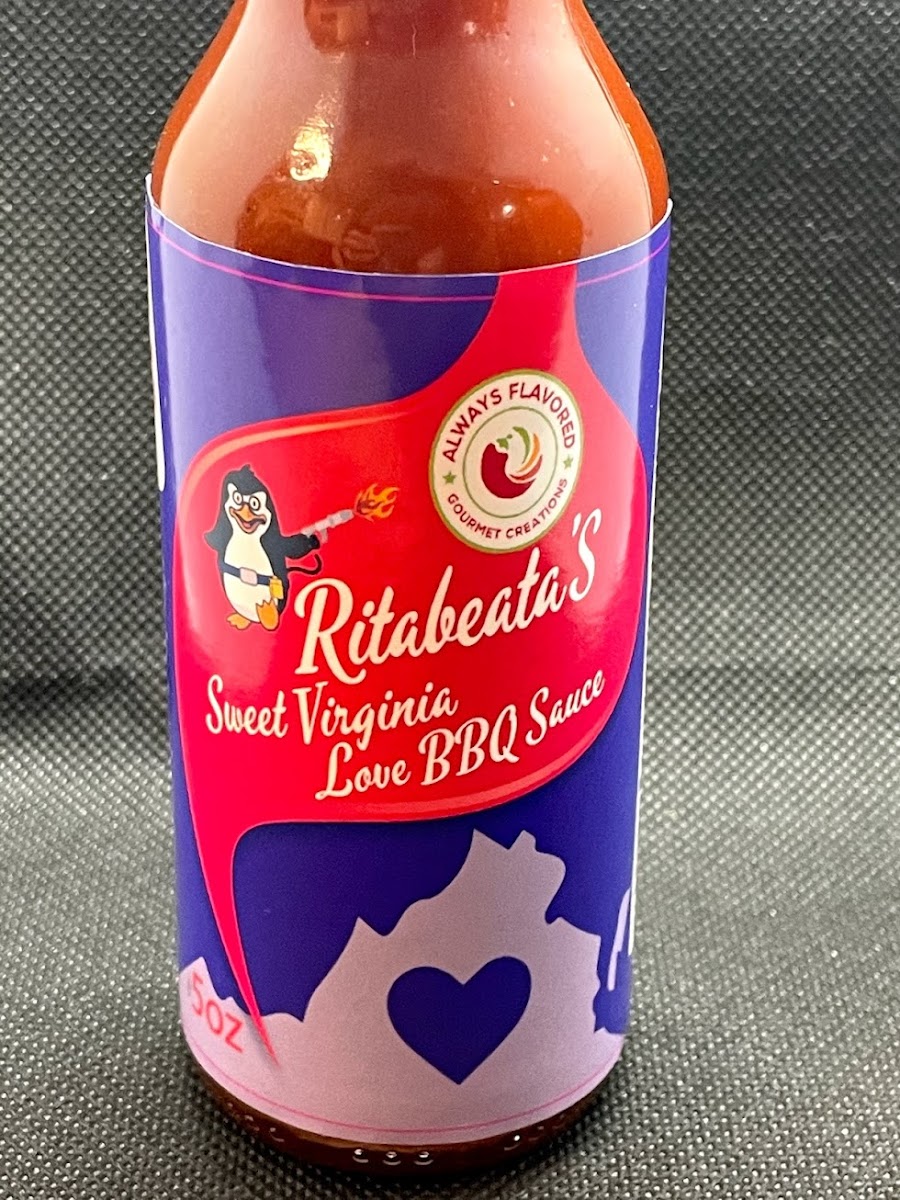 ALWAYS FLAVORED
GOURMET CREATIONS
Ritabeata'S
Sweet Virginia
Love BBQ Sauce
5oz